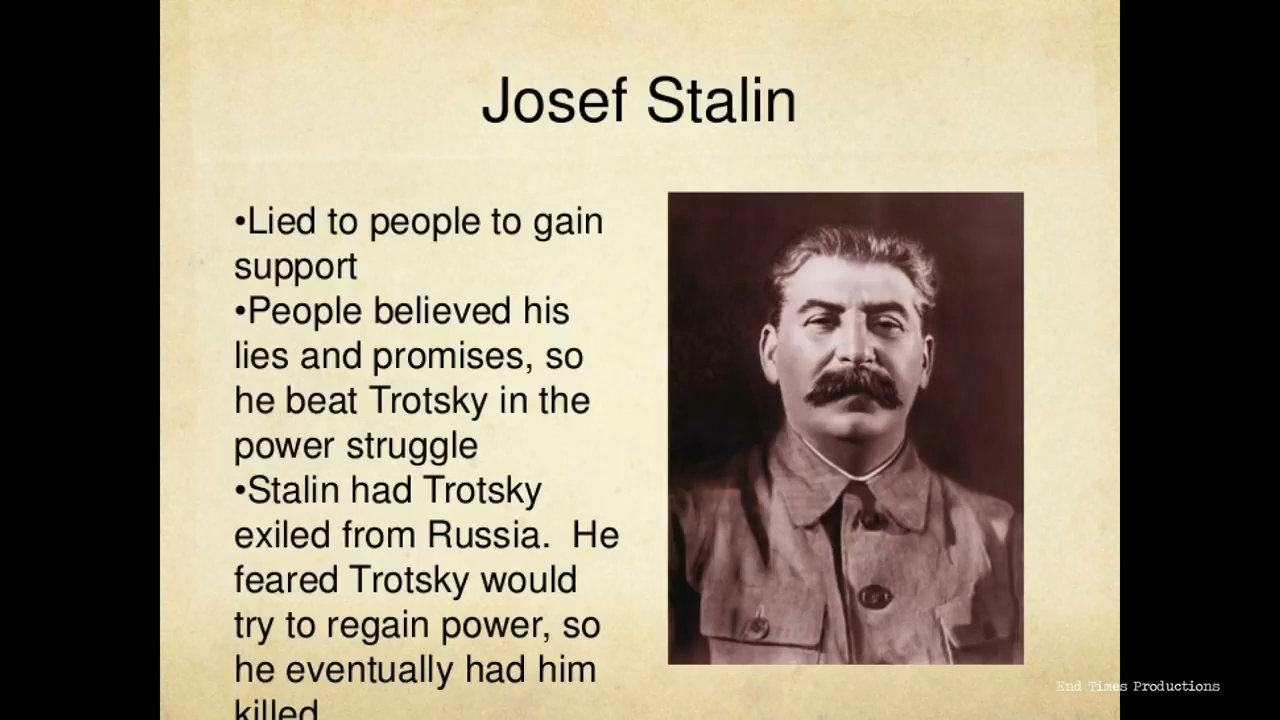 Josef Stalin
•Lied to people to gain
support
•People believed his
lies and promises, so
he beat Trotsky in the
power struggle
•Stalin had Trotsky
exiled from Russia.  He
feared Trotsky would
try to regain power, so
he eventually had him
killed
End Times Productions